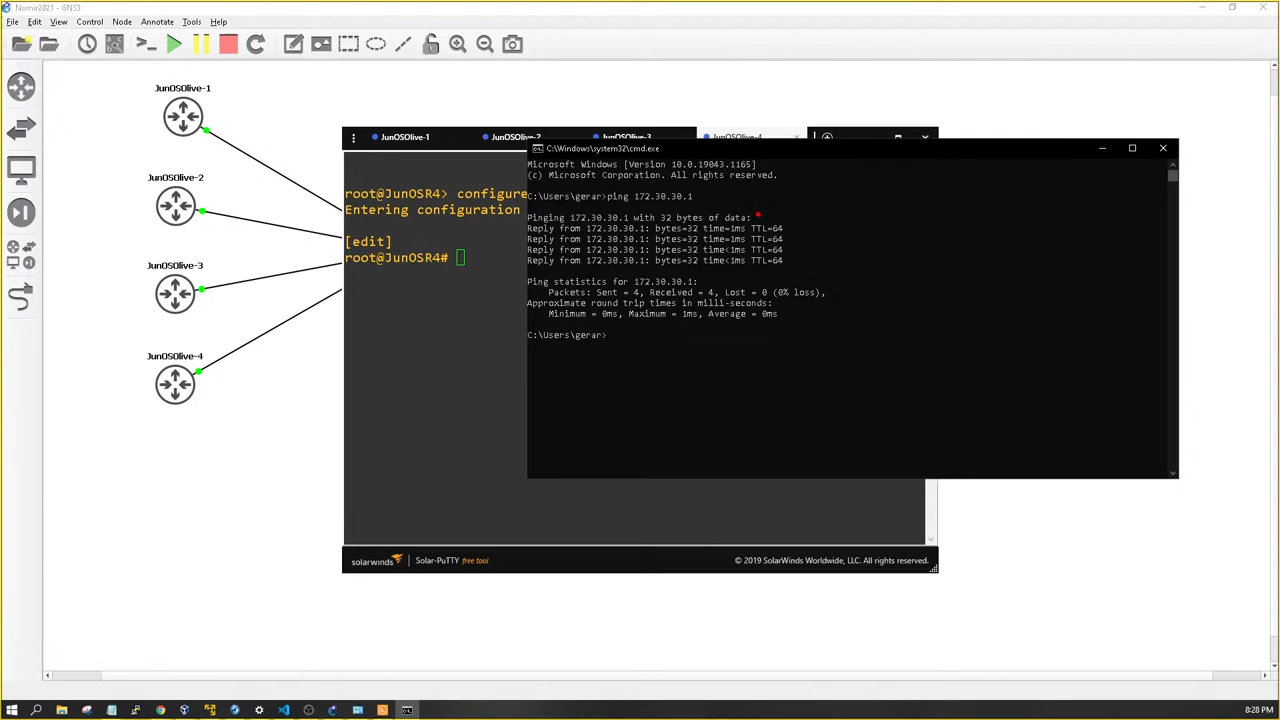 Nornir2021 - GNS3
File Edit View Control Node Annotate Tools Help
JunOSOlive-1
JunOSOlive-2
JunOSOlive-3
JunOSOlive-4
JunOSOlive-1 JunOSOlive-2 JunOSOlive-3 JunOSOlive-4
root@JunOSR4> configure
Entering configuration
[edit]
root@JunOSR4#
C:\Windows\system32\cmd.exe
Microsoft Windows [Version 10.0.19043.1165]
(c) Microsoft Corporation. All rights reserved.
C:\Users\gerar>ping 172.30.30.1
Pinging 172.30.30.1 with 32 bytes of data:
Reply from 172.30.30.1: bytes=32 time=1ms TTL=64
Reply from 172.30.30.1: bytes=32 time=1ms TTL=64
Reply from 172.30.30.1: bytes=32 time<1ms TTL=64
Reply from 172.30.30.1: bytes=32 time<1ms TTL=64
Ping statistics for 172.30.30.1:
Packets: Sent = 4, Received = 4, Lost = 0 (0% loss),
Approximate round trip times in milli-seconds:
Minimum = 0ms, Maximum = 1ms, Average = 0ms
C:\Users\gerar>
solarwinds Solar-PuTTY free tool © 2019 SolarWinds Worldwide, LLC. All rights reserved.
8:28 PM